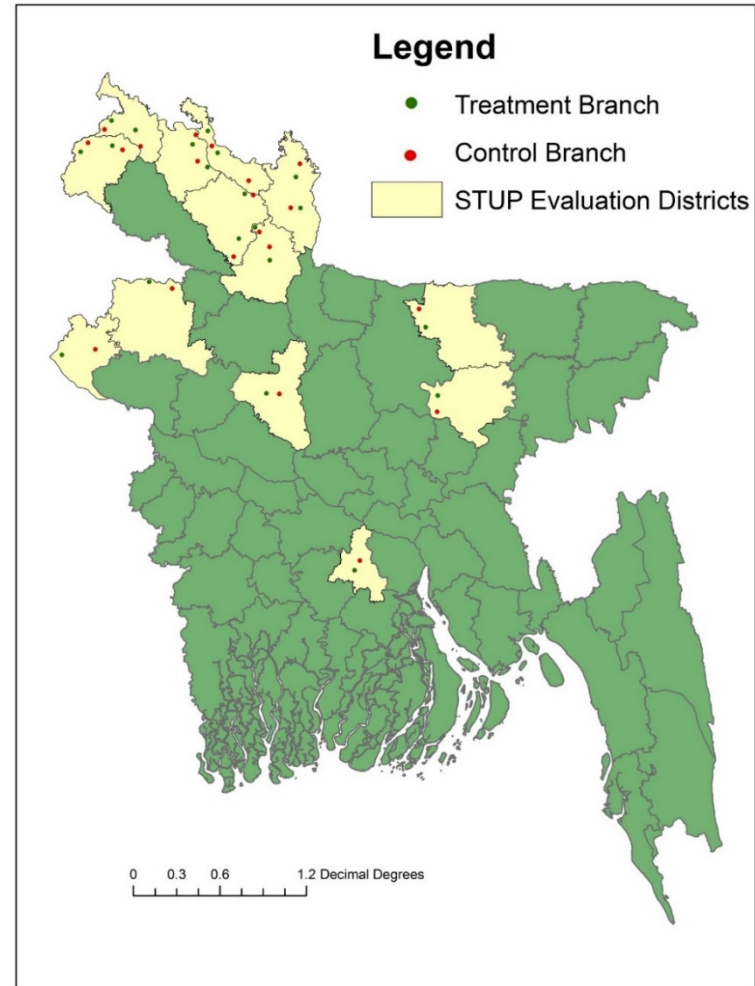 Legend
Treatment Branch
Control Branch
STUP Evaluation Districts
0 0.3 0.6 1.2 Decimal Degrees